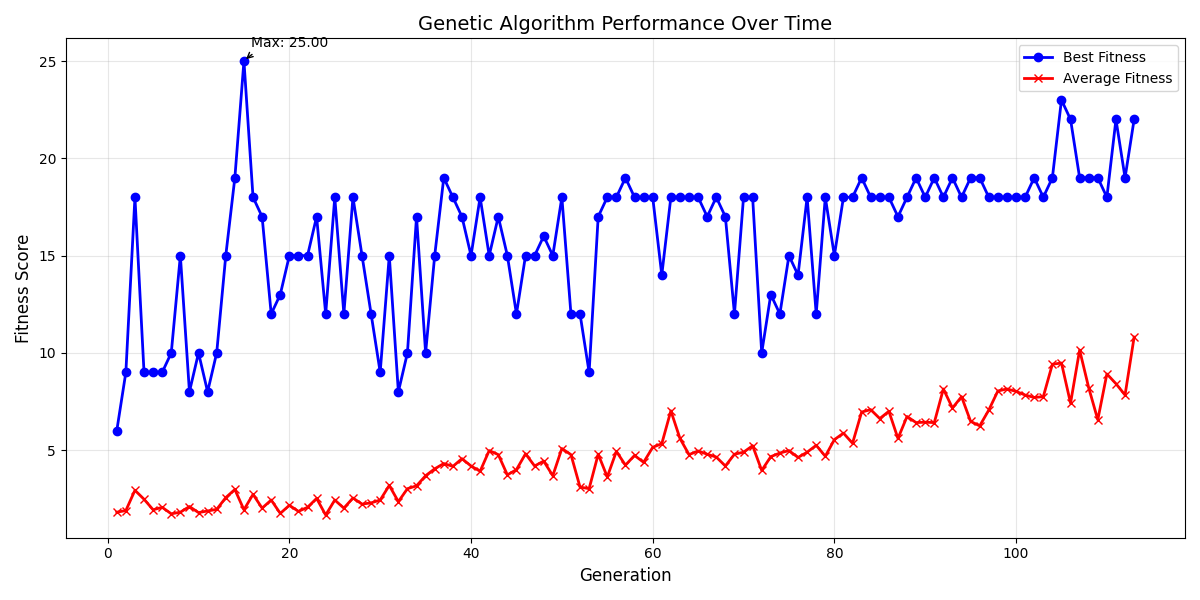 Genetic Algorithm Performance Over Time
Max: 25.00
Best Fitness
Average Fitness
Fitness Score
25
20
15
10
5
0 20 40 60 80 100
Generation